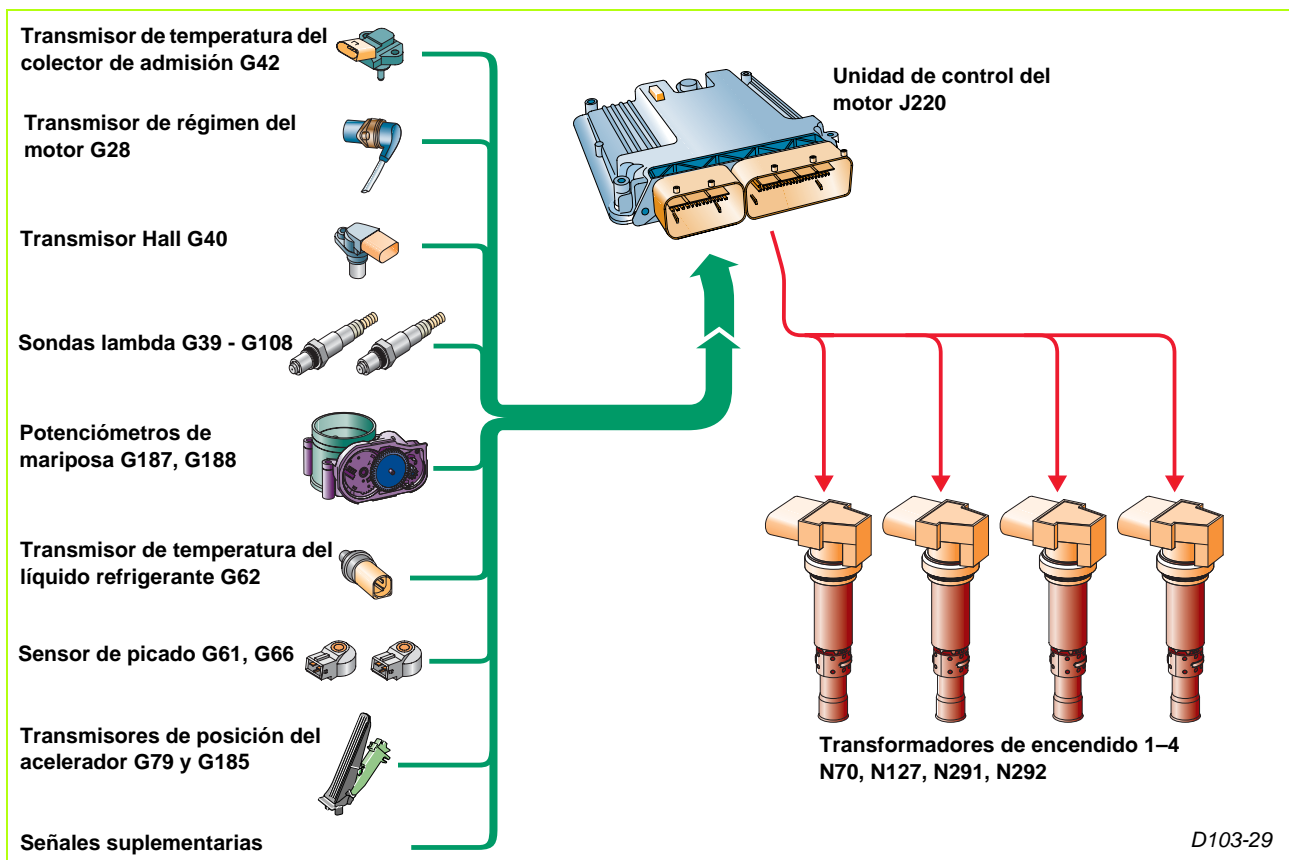 Transmisor de temperatura del
colector de admisión G42
Transmisor de régimen del
motor G28
Transmisor Hall G40
Sondas lambda G39 - G108
Potenciómetros de
mariposa G187, G188
Transmisor de temperatura del
líquido refrigerante G62
Sensor de picado G61, G66
Transmisores de posición del
acelerador G79 y G185
Señales suplementarias
Unidad de control del
motor J220
Transformadores de encendido 1–4
N70, N127, N291, N292
D103-29